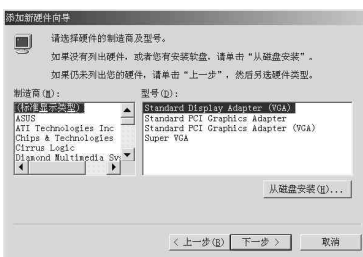 添加新硬件向导
请选择硬件的制造商及型号。
如果没有列出硬件，或者您有安装软盘，请单击“从磁盘安装”。
如果仍未列出您的硬件，请单击“上一步”，然后另选硬件类型。
制造商(M)：
(标准显示类型)
ASUS
ATI Technologies Inc
Chips & Technologies
Cirrus Logic
Diamond Multimedia Sy
型号(D)：
Standard Display Adapter (VGA)
Standard PCI Graphics Adapter
Standard PCI Graphics Adapter (VGA)
Super VGA
从磁盘安装(H)...
< 上一步(B)
下一步 >
取消